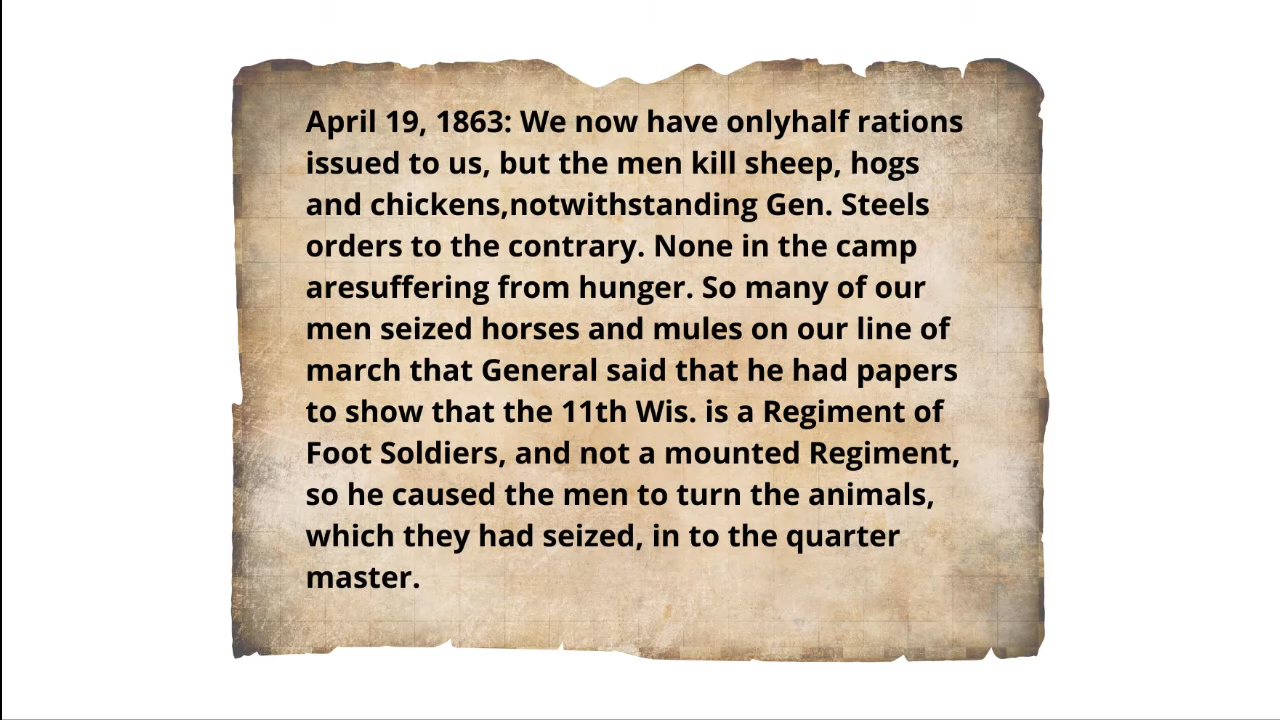 April 19, 1863: We now have onlyhalf rations
issued to us, but the men kill sheep, hogs
and chickens,notwithstanding Gen. Steels
orders to the contrary. None in the camp
aresuffering from hunger. So many of our
men seized horses and mules on our line of
march that General said that he had papers
to show that the 11th Wis. is a Regiment of
Foot Soldiers, and not a mounted Regiment,
so he caused the men to turn the animals,
which they had seized, in to the quarter
master.